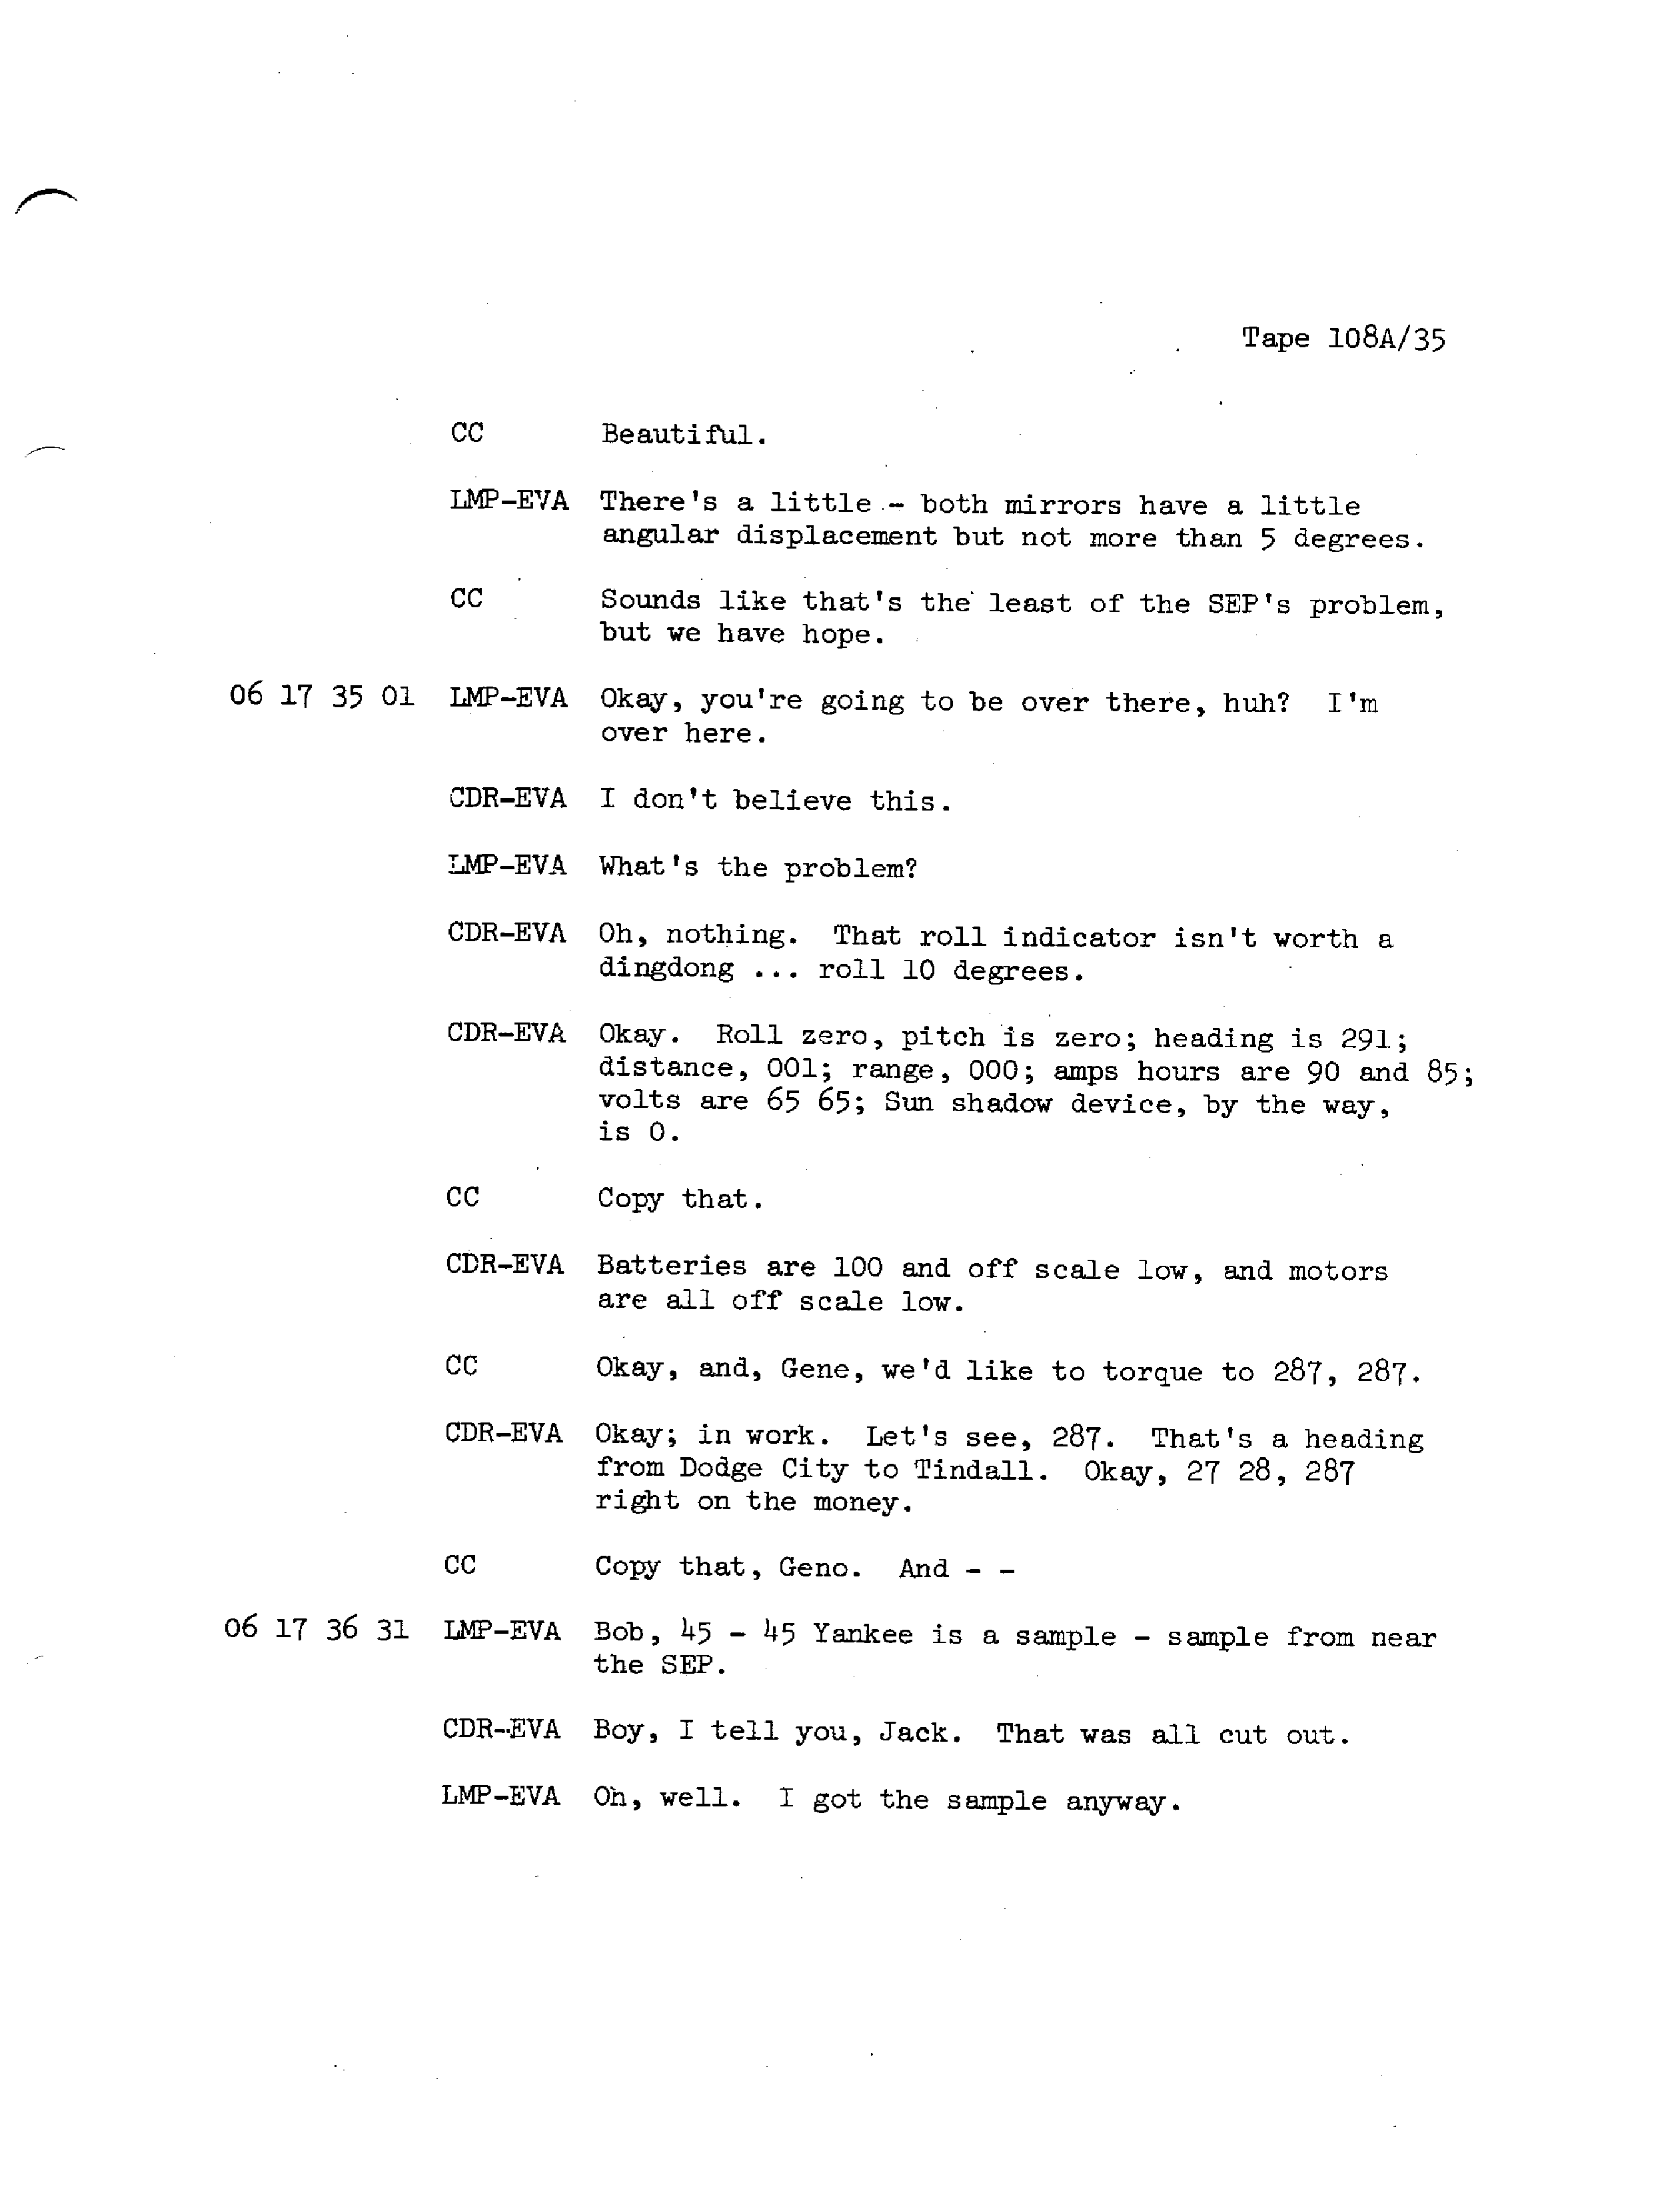 Tape 108A/35
CC Beautiful.
LMP-EVA There's a little - both mirrors have a little
angular displacement but not more than 5 degrees.
CC Sounds like that's the least of the SEP's problem,
but we have hope.
06 17 35 01 LMP-EVA Okay, you're going to be over there, huh? I'm
over here.
CDR-EVA I don't believe this.
LMP-EVA What's the problem?
CDR-EVA Oh, nothing. That roll indicator isn't worth a
dingdong ... roll 10 degrees.
CDR-EVA Okay. Roll zero, pitch is zero; heading is 291;
distance, 001; range, 000; amps hours are 90 and 85;
volts are 65 65; Sun shadow device, by the way,
is 0.
CC Copy that.
CDR-EVA Batteries are 100 and off scale low, and motors
are all off scale low.
CC Okay, and, Gene, we'd like to torque to 287, 287.
CDR-EVA Okay; in work. Let's see, 287. That's a heading
from Dodge City to Tindall. Okay, 27 28, 287
right on the money.
CC Copy that, Geno. And - -
06 17 36 31 LMP-EVA Bob, 45 - 45 Yankee is a sample - sample from near
the SEP.
CDR-EVA Boy, I tell you, Jack. That was all cut out.
LMP-EVA Oh, well. I got the sample anyway.